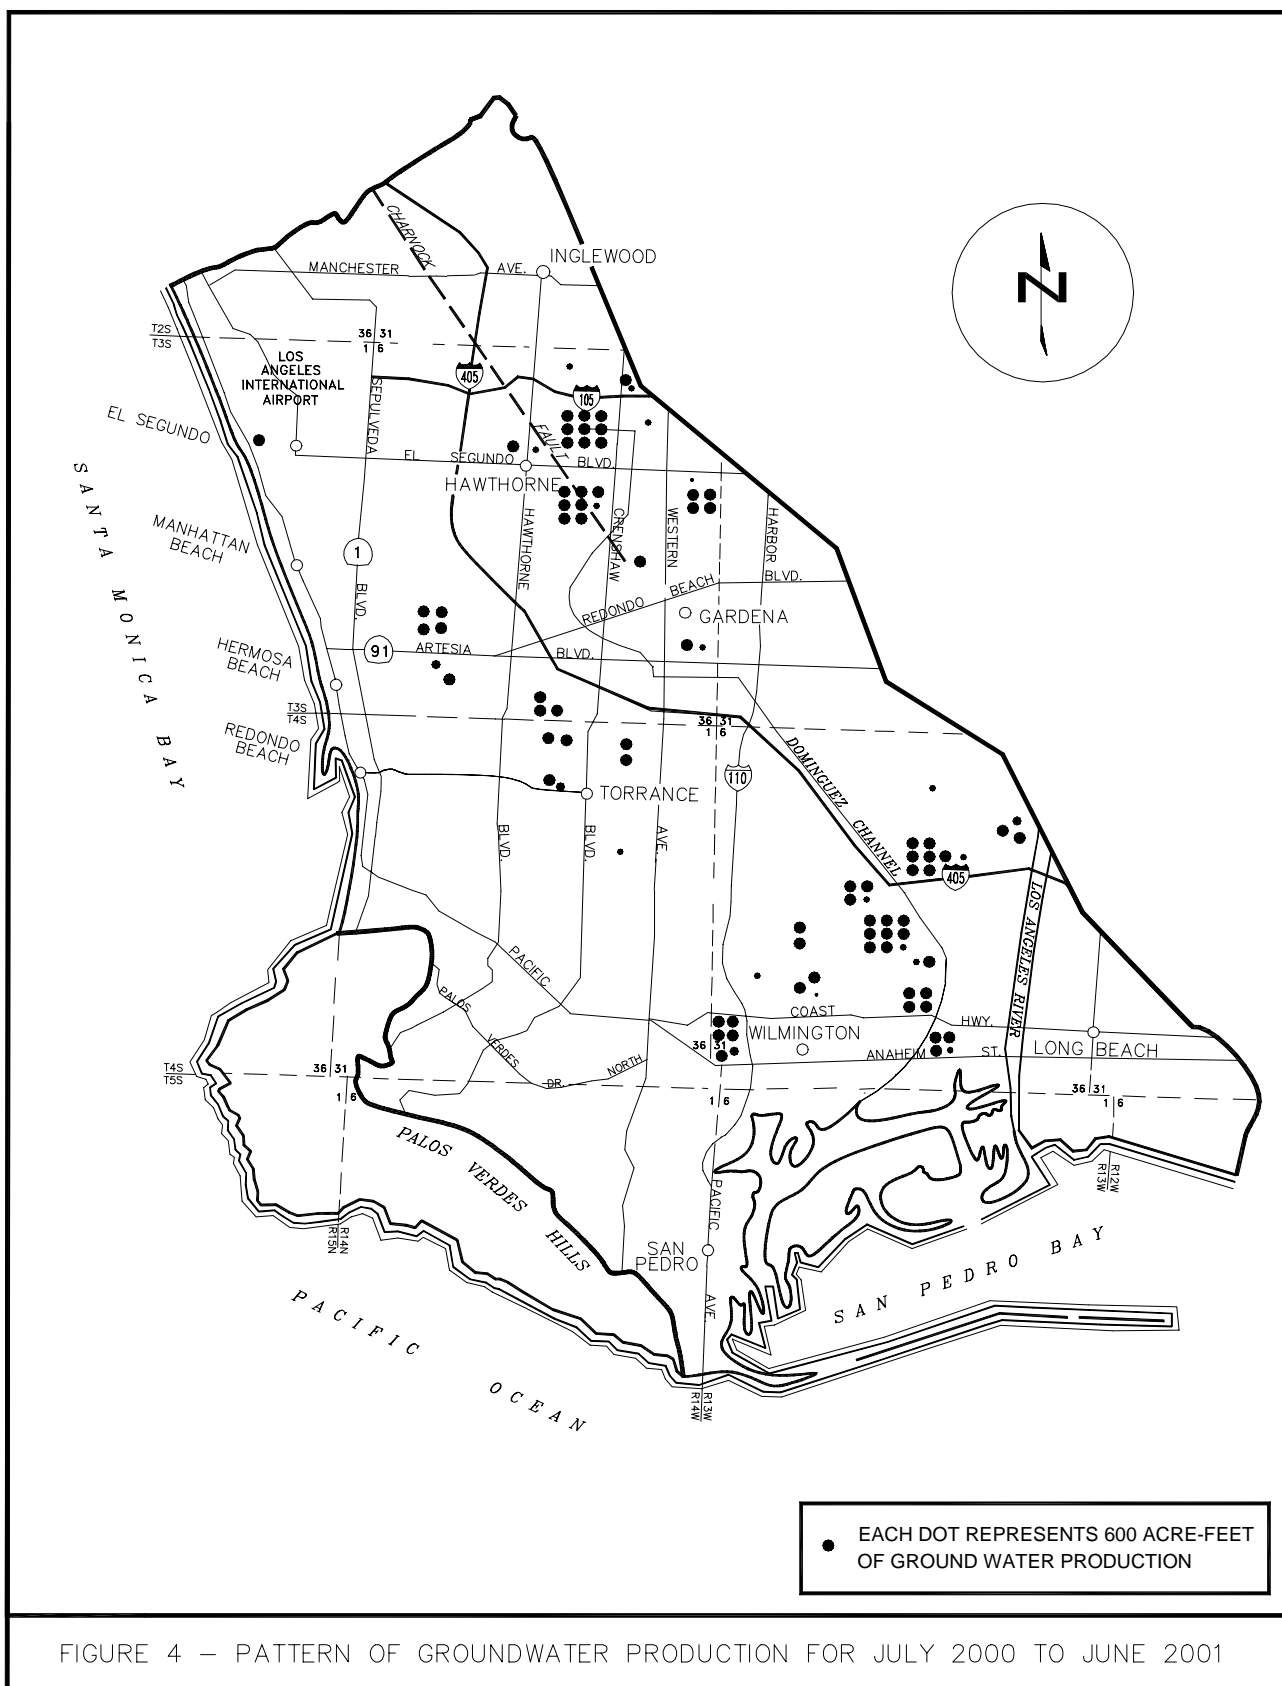 INGLEWOOD
CHARNOCK
MANCHESTER
AVE.
T2S
T3S
36 31
1 6
LOS
ANGELES
INTERNATIONAL
AIRPORT
405
105
SEPULVEDA
EL SEGUNDO
FAULT
EL SEGUNDO BLVD.
HAWTHORNE
SANTA MONICA BAY
MANHATTAN
BEACH
1
BLVD.
HAWTHORNE
CRENSHAW
WESTERN
HARBOR
REDONDO BEACH BLVD.
GARDENA
HERMOSA
BEACH
91
ARTESIA
BLVD.
T3S
T4S
36 31
1 6
REDONDO
BEACH
DOMINGUEZ CHANNEL
110
TORRANCE
BLVD.
BLVD.
AVE.
405
LOS ANGELES RIVER
PACIFIC
COAST
HWY.
PALOS
VERDES
DR.
NORTH
WILMINGTON
36 31
ANAHEIM ST.
LONG BEACH
T4S
T5S
36 31
1 6
1 6
36 31
1 6
PALOS VERDES HILLS
R12W
R13W
R14N
R15N
PACIFIC
SAN
PEDRO
AVE.
SAN PEDRO BAY
PACIFIC OCEAN
R13W
R14W
EACH DOT REPRESENTS 600 ACRE-FEET
OF GROUND WATER PRODUCTION
FIGURE 4 – PATTERN OF GROUNDWATER PRODUCTION FOR JULY 2000 TO JUNE 2001